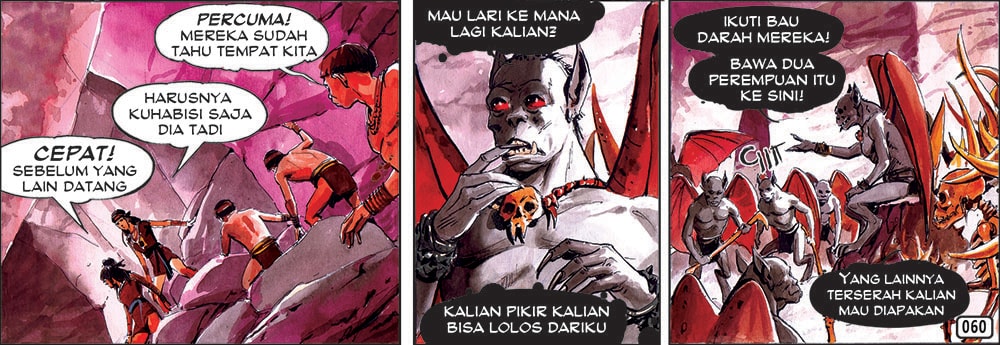 PERCUMA!
MEREKA SUDAH
TAHU TEMPAT KITA
HARUSNYA
KUHABISI SAJA
DIA TADI
CEPAT!
SEBELUM YANG
LAIN DATANG
MAU LARI KE MANA
LAGI KALIAN?
KALIAN PIKIR KALIAN
BISA LOLOS DARIKU
IKUTI BAU
DARAH MEREKA!
BAWA DUA
PEREMPUAN ITU
KE SINI!
YANG LAINNYA
TERSERAH KALIAN
MAU DIAPAKAN
060